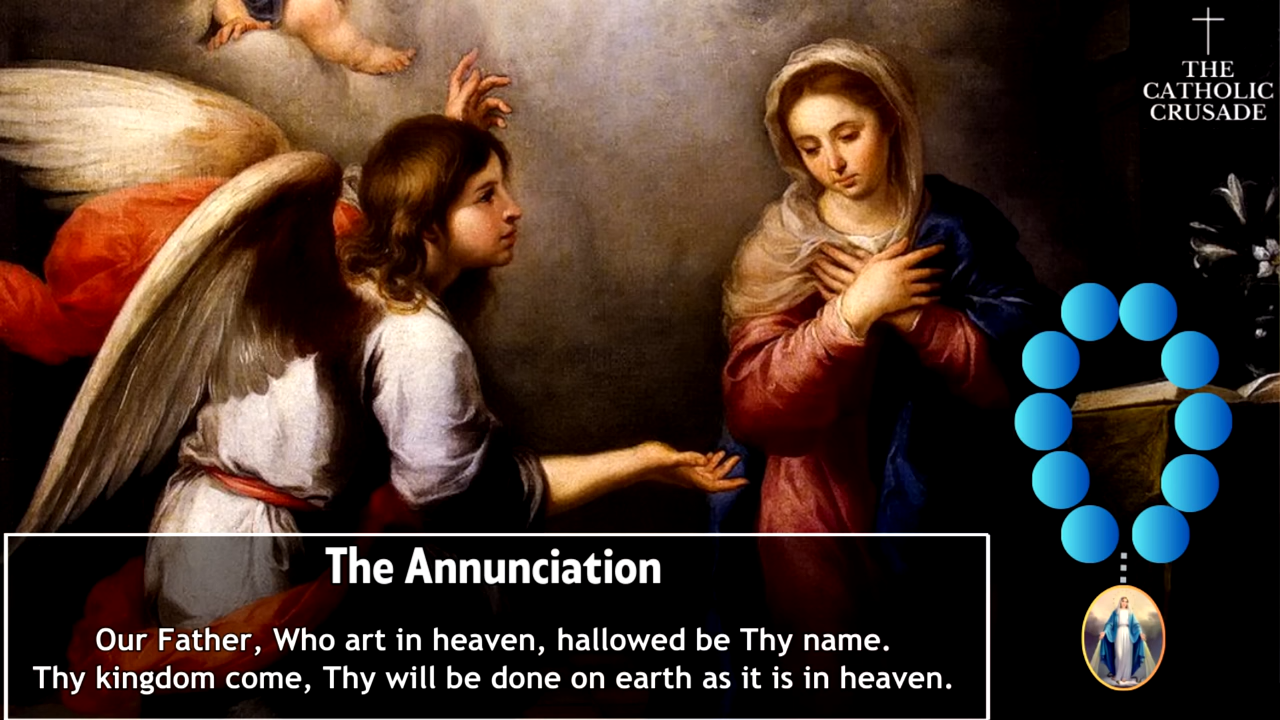 THE
CATHOLIC
CRUSADE
The Annunciation
Our Father, Who art in heaven, hallowed be Thy name.
Thy kingdom come, Thy will be done on earth as it is in heaven.